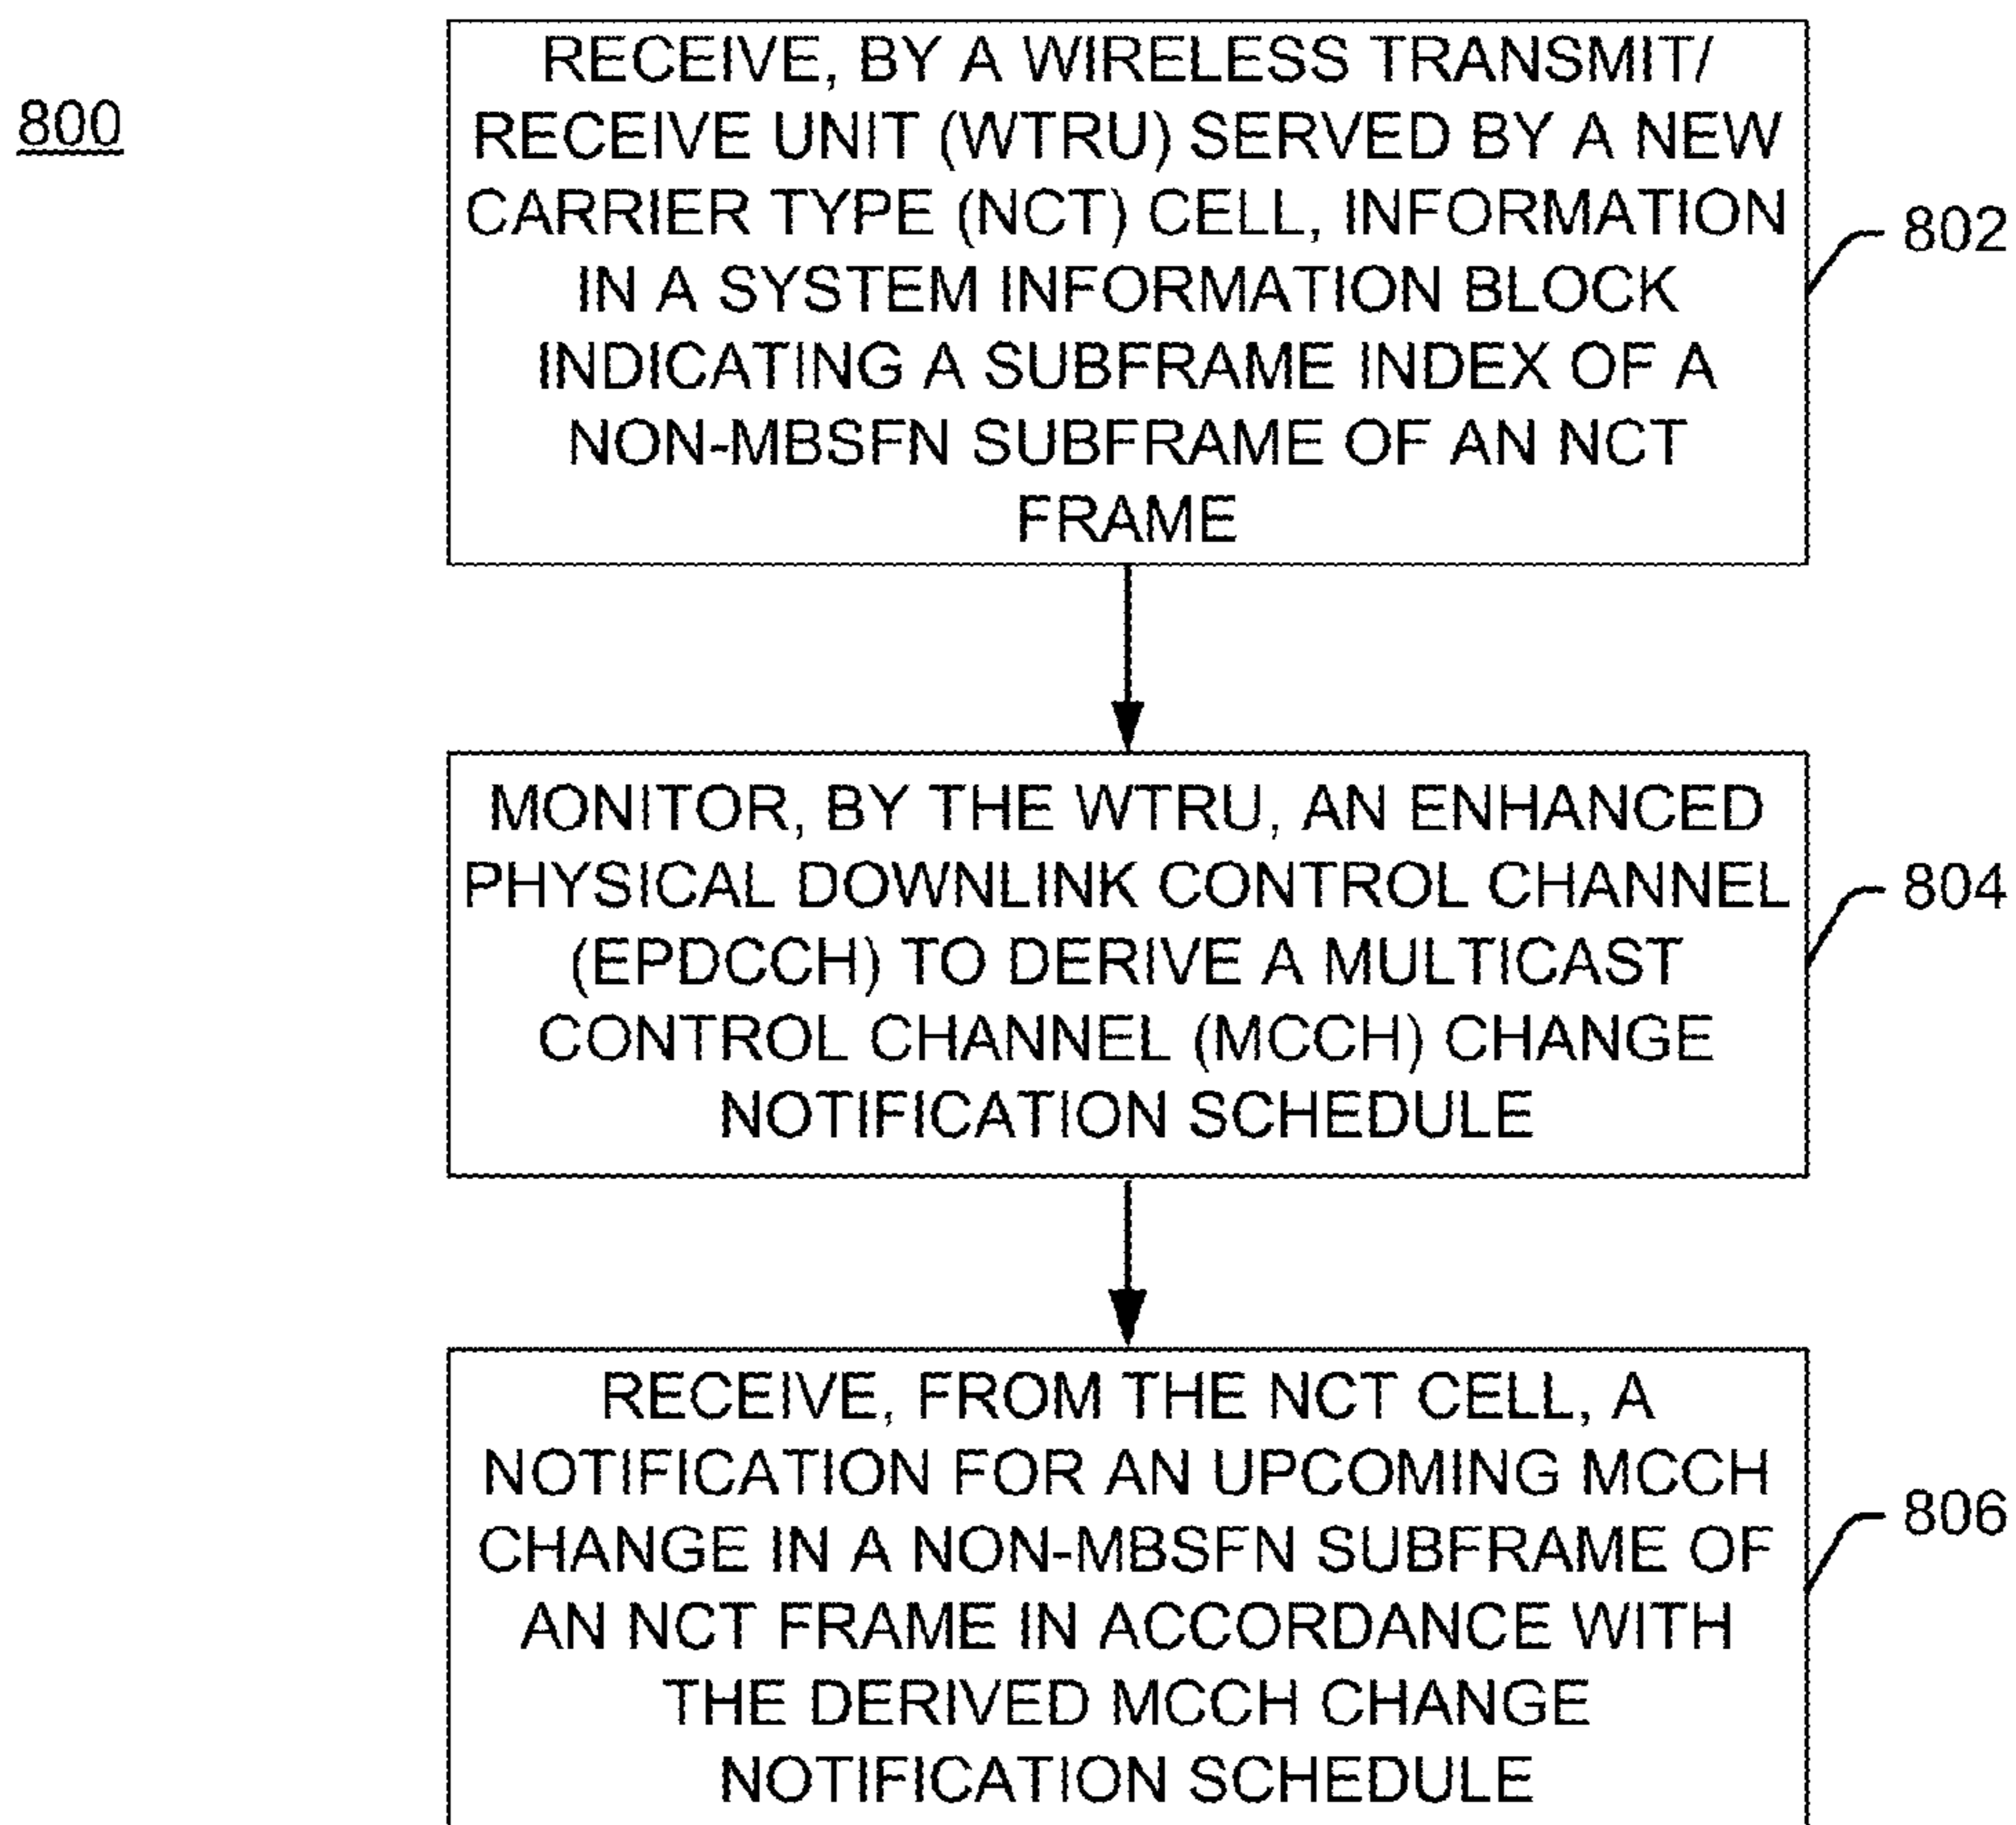 800
RECEIVE, BY A WIRELESS TRANSMIT/
RECEIVE UNIT (WTRU) SERVED BY A NEW
CARRIER TYPE (NCT) CELL, INFORMATION
IN A SYSTEM INFORMATION BLOCK
INDICATING A SUBFRAME INDEX OF A
NON-MBSFN SUBFRAME OF AN NCT
FRAME
802
MONITOR, BY THE WTRU, AN ENHANCED
PHYSICAL DOWNLINK CONTROL CHANNEL
(EPDCCH) TO DERIVE A MULTICAST
CONTROL CHANNEL (MCCH) CHANGE
NOTIFICATION SCHEDULE
804
RECEIVE, FROM THE NCT CELL, A
NOTIFICATION FOR AN UPCOMING MCCH
CHANGE IN A NON-MBSFN SUBFRAME OF
AN NCT FRAME IN ACCORDANCE WITH
THE DERIVED MCCH CHANGE
NOTIFICATION SCHEDULE
806